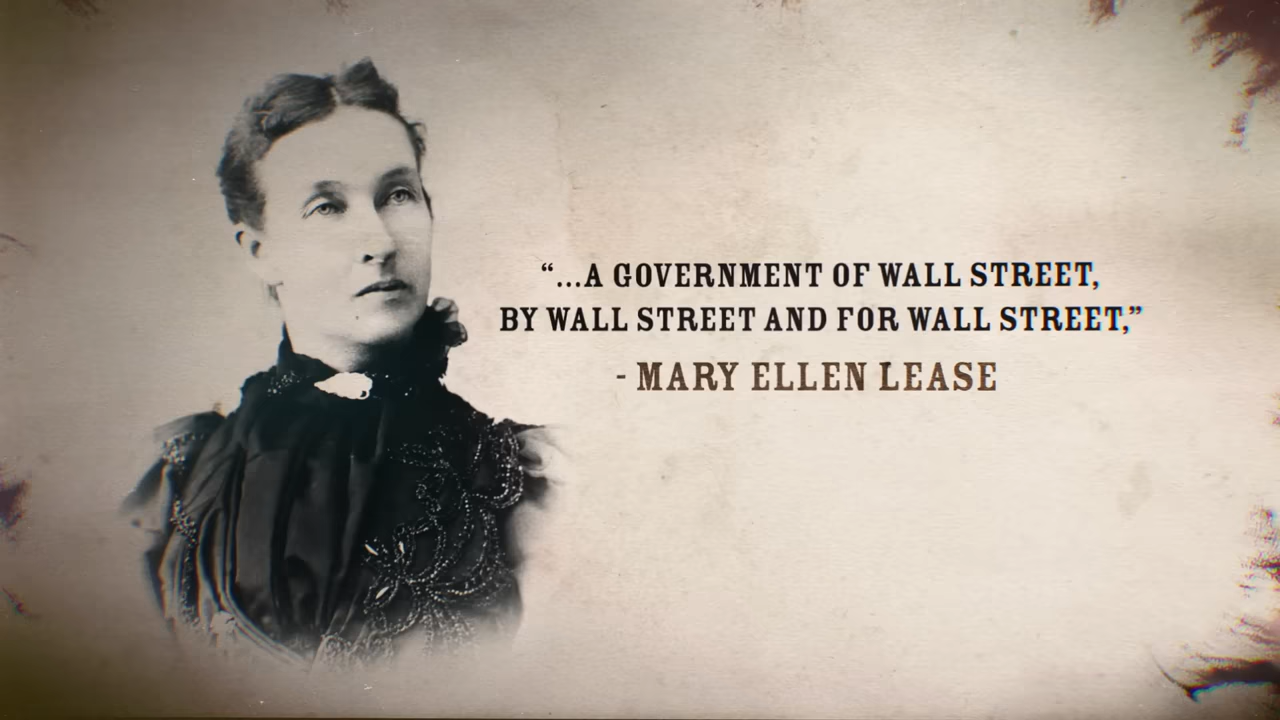 “...A GOVERNMENT OF WALL STREET,
BY WALL STREET AND FOR WALL STREET,”
- MARY ELLEN LEASE